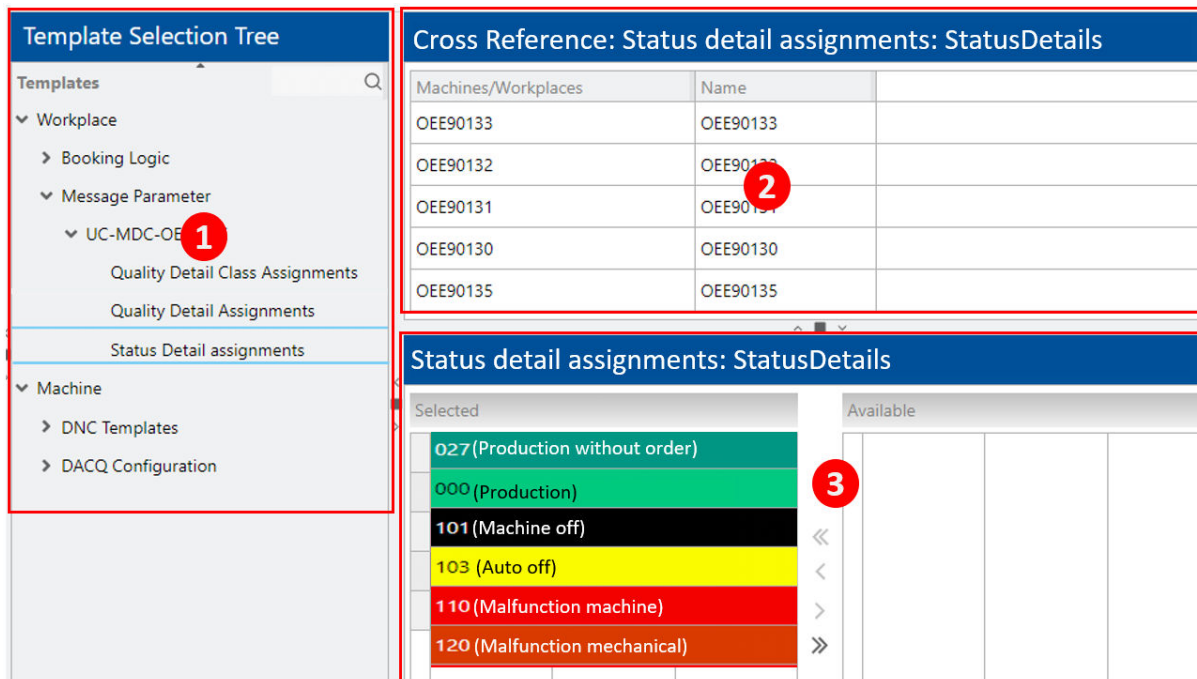 Template Selection Tree
Templates
Workplace
Booking Logic
Message Parameter
UC-MDC-OE
1
Quality Detail Class Assignments
Quality Detail Assignments
Status Detail assignments
Machine
DNC Templates
DACQ Configuration
Cross Reference: Status detail assignments: StatusDetails
Machines/Workplaces Name
OEE90133 OEE90133
OEE90132
2
OEE90131
OEE90130 OEE90130
OEE90135 OEE90135
Status detail assignments: StatusDetails
Selected Available
027 (Production without order)
000 (Production)
3
101 (Machine off)
103 (Auto off)
110 (Malfunction machine)
120 (Malfunction mechanical)